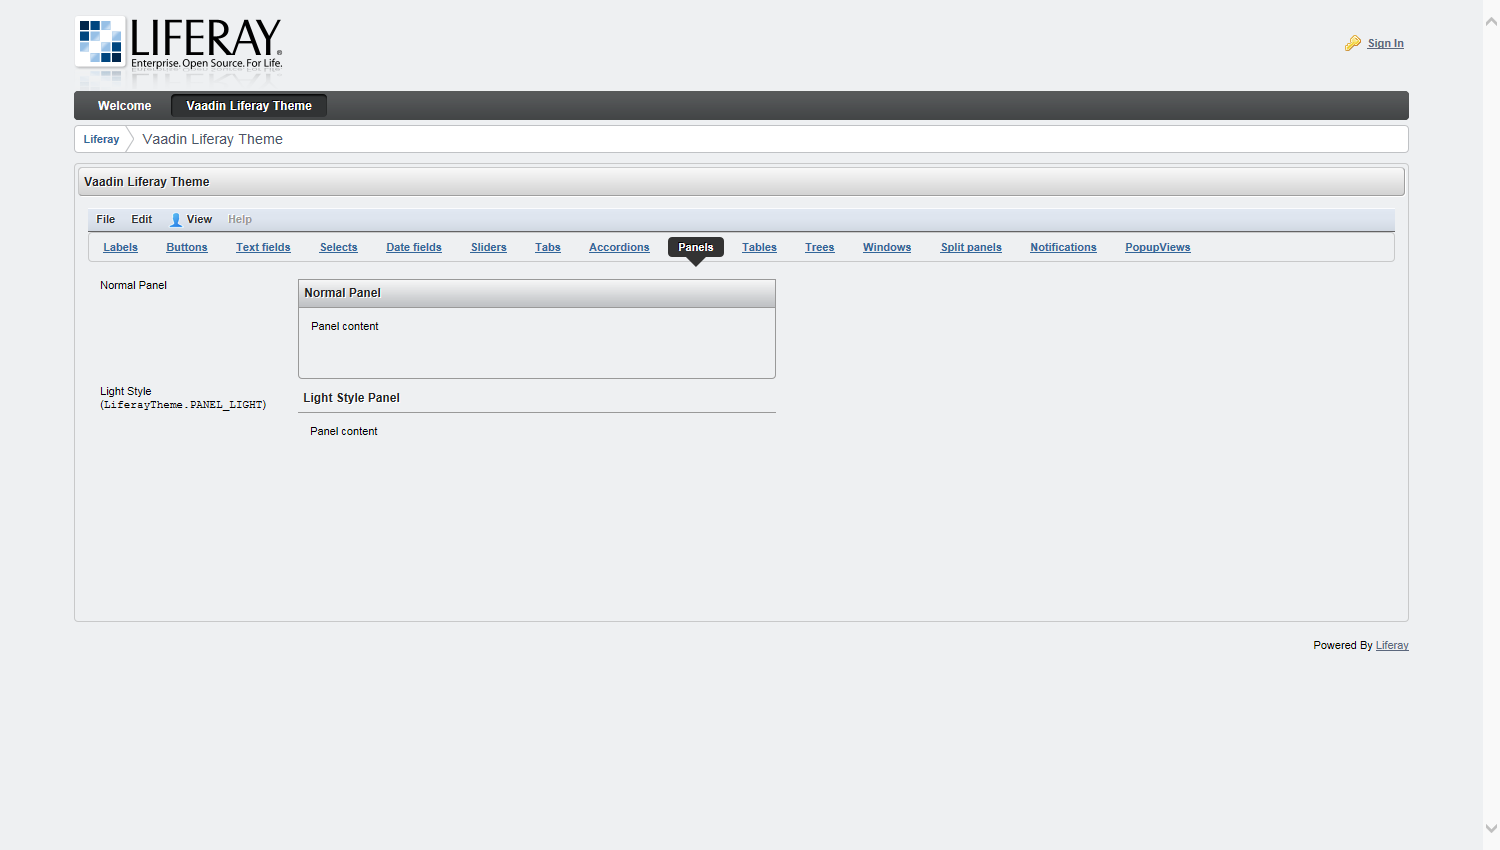 LIFERAY®
Enterprise. Open Source. For Life.
Sign In
Welcome Vaadin Liferay Theme
Liferay Vaadin Liferay Theme
Vaadin Liferay Theme
File Edit View Help
Labels Buttons Text fields Selects Date fields Sliders Tabs Accordions Panels Tables Trees Windows Split panels Notifications PopupViews
Normal Panel
Normal Panel
Panel content
Light Style
(LiferayTheme.PANEL_LIGHT)
Light Style Panel
Panel content
Powered By Liferay